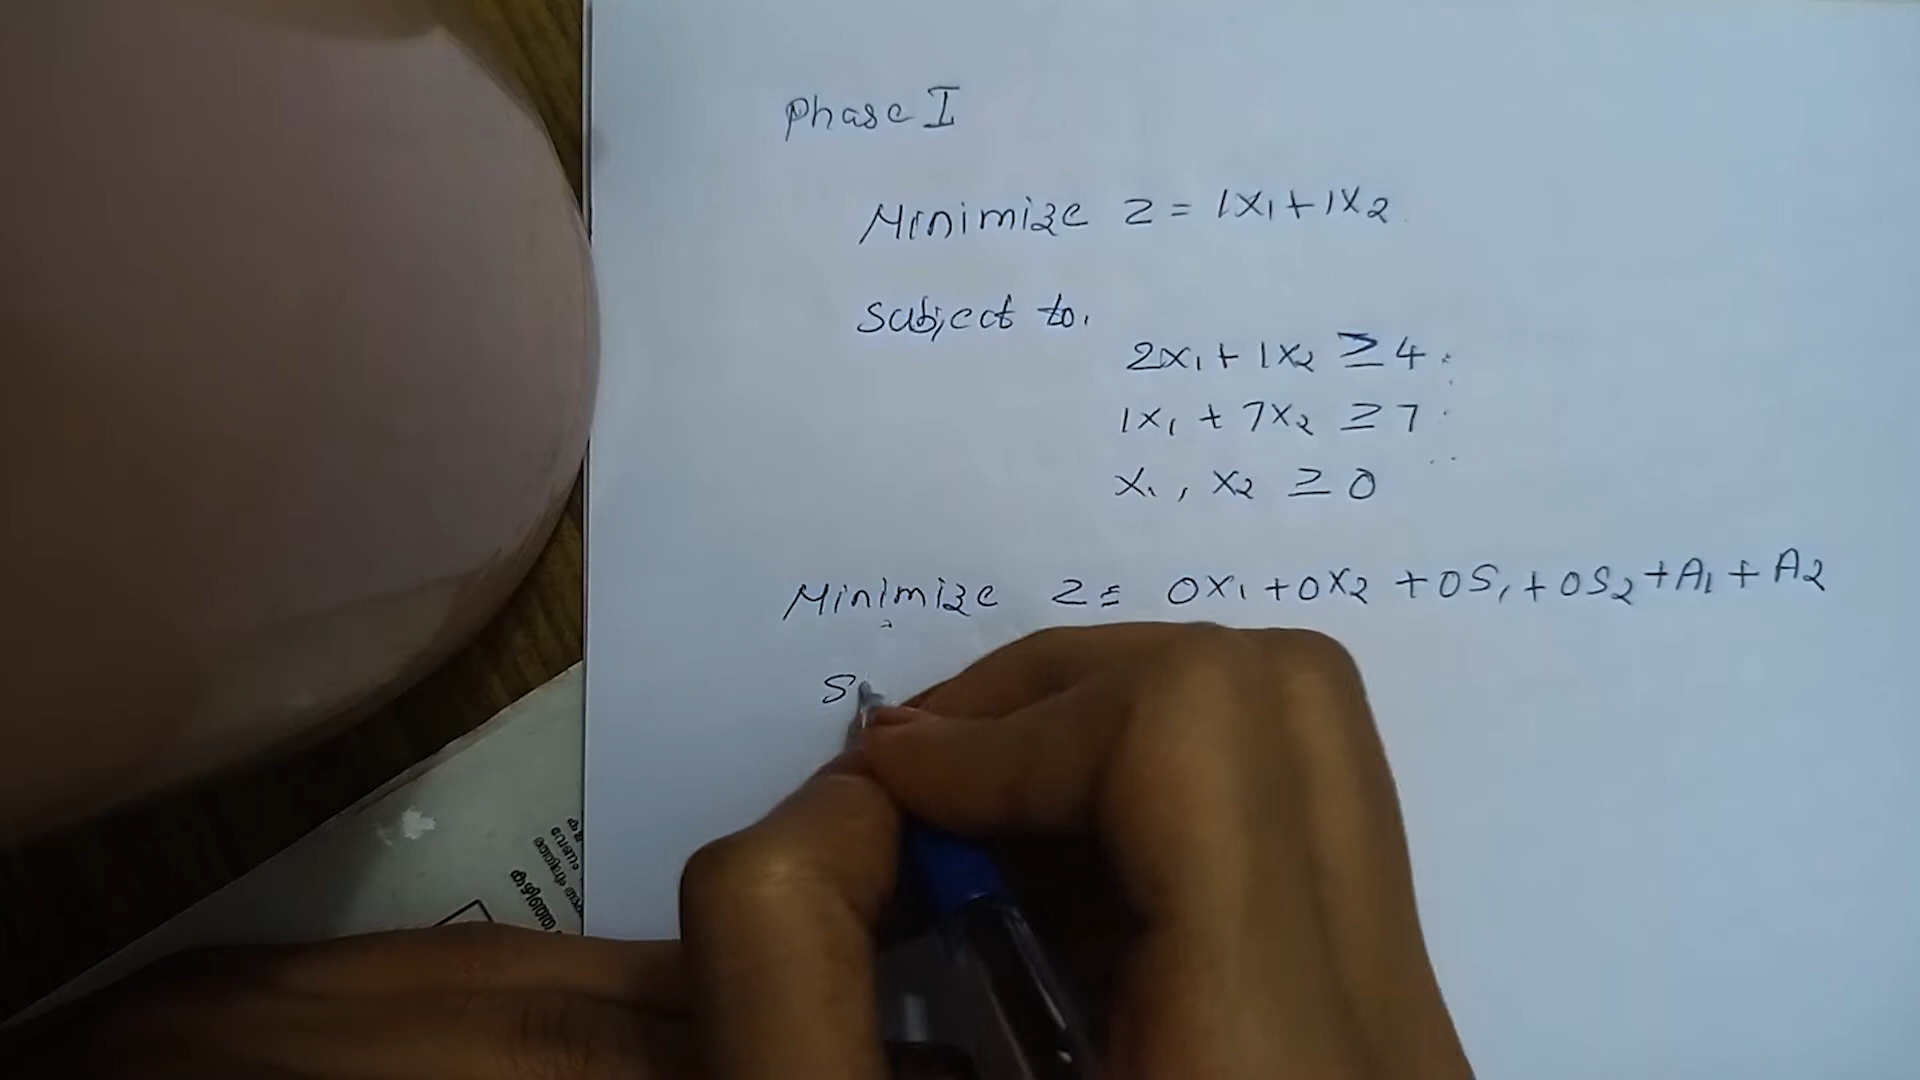 Phase I
Minimize Z = 1X1 + 1X2
Subject to,
2X1 + 1X2 ≥ 4
1X1 + 7X2 ≥ 7
X1, X2 ≥ 0
Minimize Z = 0X1 + 0X2 + 0S1 + 0S2 + A1 + A2
S
വേണം
കഴിഞ്ഞ